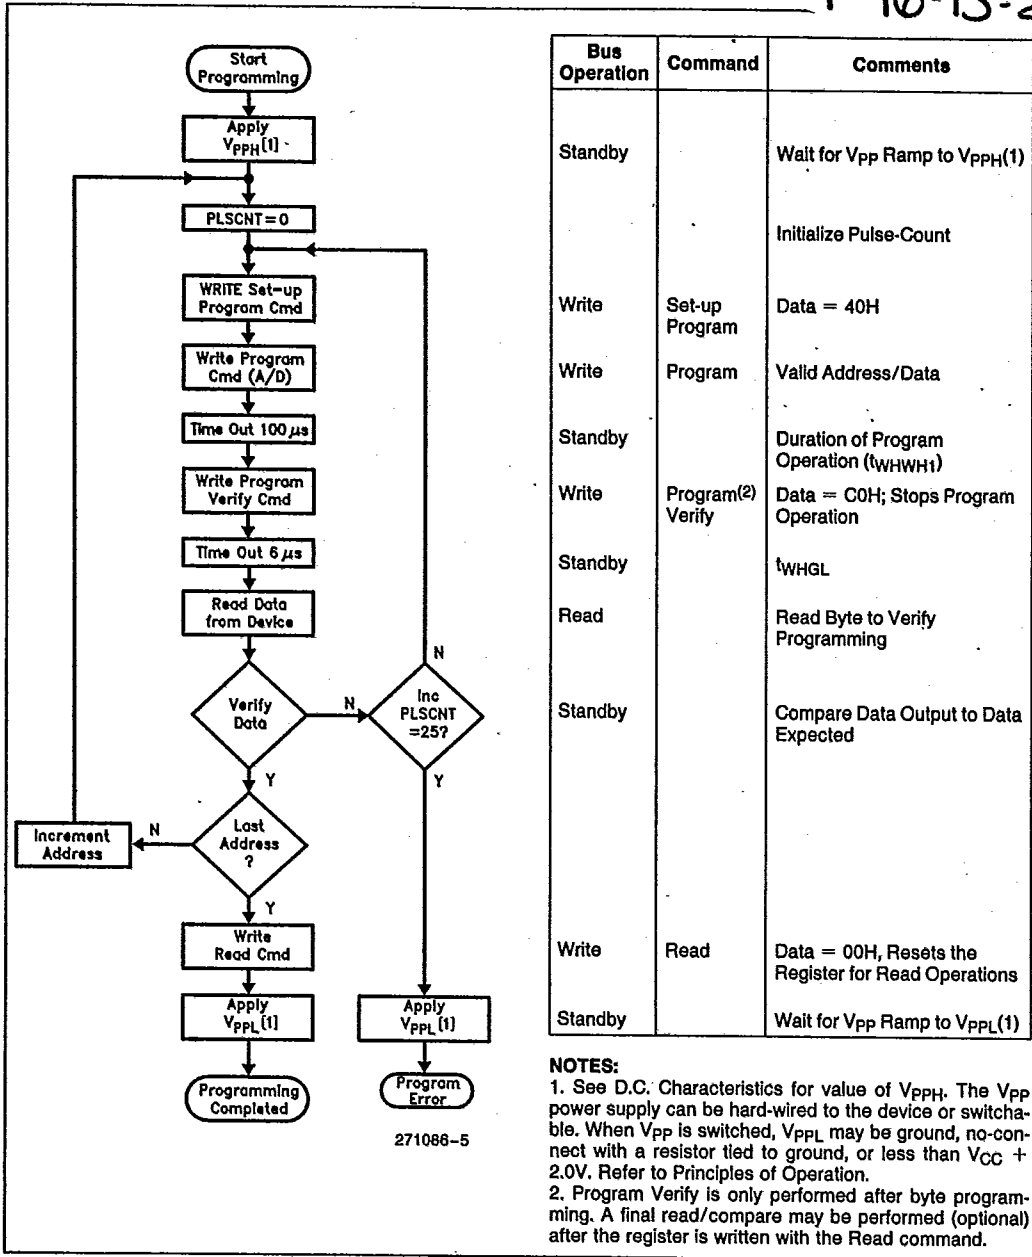 Start
Programming
Apply
VPPH[1]
PLSCNT=0
WRITE Set-up
Program Cmd
Write Program
Cmd (A/D)
Time Out 100 μs
Write Program
Verify Cmd
Time Out 6 μs
Read Data
from Device
Verify
Data
N
Inc
PLSCNT
=25?
N
Y
Y
Last
Address
?
N
Increment
Address
Y
Write
Read Cmd
Apply
VPPL[1]
Apply
VPPL[1]
Programming
Completed
Program
Error
271086-5
Bus
Operation
Command
Comments
Standby
Wait for VPP Ramp to VPPH(1)
Initialize Pulse-Count
Write
Set-up
Program
Data = 40H
Write
Program
Valid Address/Data
Standby
Duration of Program
Operation (tWHWH1)
Write
Program(2)
Verify
Data = C0H; Stops Program
Operation
Standby
tWHGL
Read
Read Byte to Verify
Programming
Standby
Compare Data Output to Data
Expected
Write
Read
Data = 00H, Resets the
Register for Read Operations
Standby
Wait for VPP Ramp to VPPL(1)
NOTES:
1. See D.C. Characteristics for value of VPPH. The VPP
power supply can be hard-wired to the device or switcha-
ble. When VPP is switched, VPPL may be ground, no-con-
nect with a resistor tied to ground, or less than VCC +
2.0V. Refer to Principles of Operation.
2. Program Verify is only performed after byte program-
ming. A final read/compare may be performed (optional)
after the register is written with the Read command.